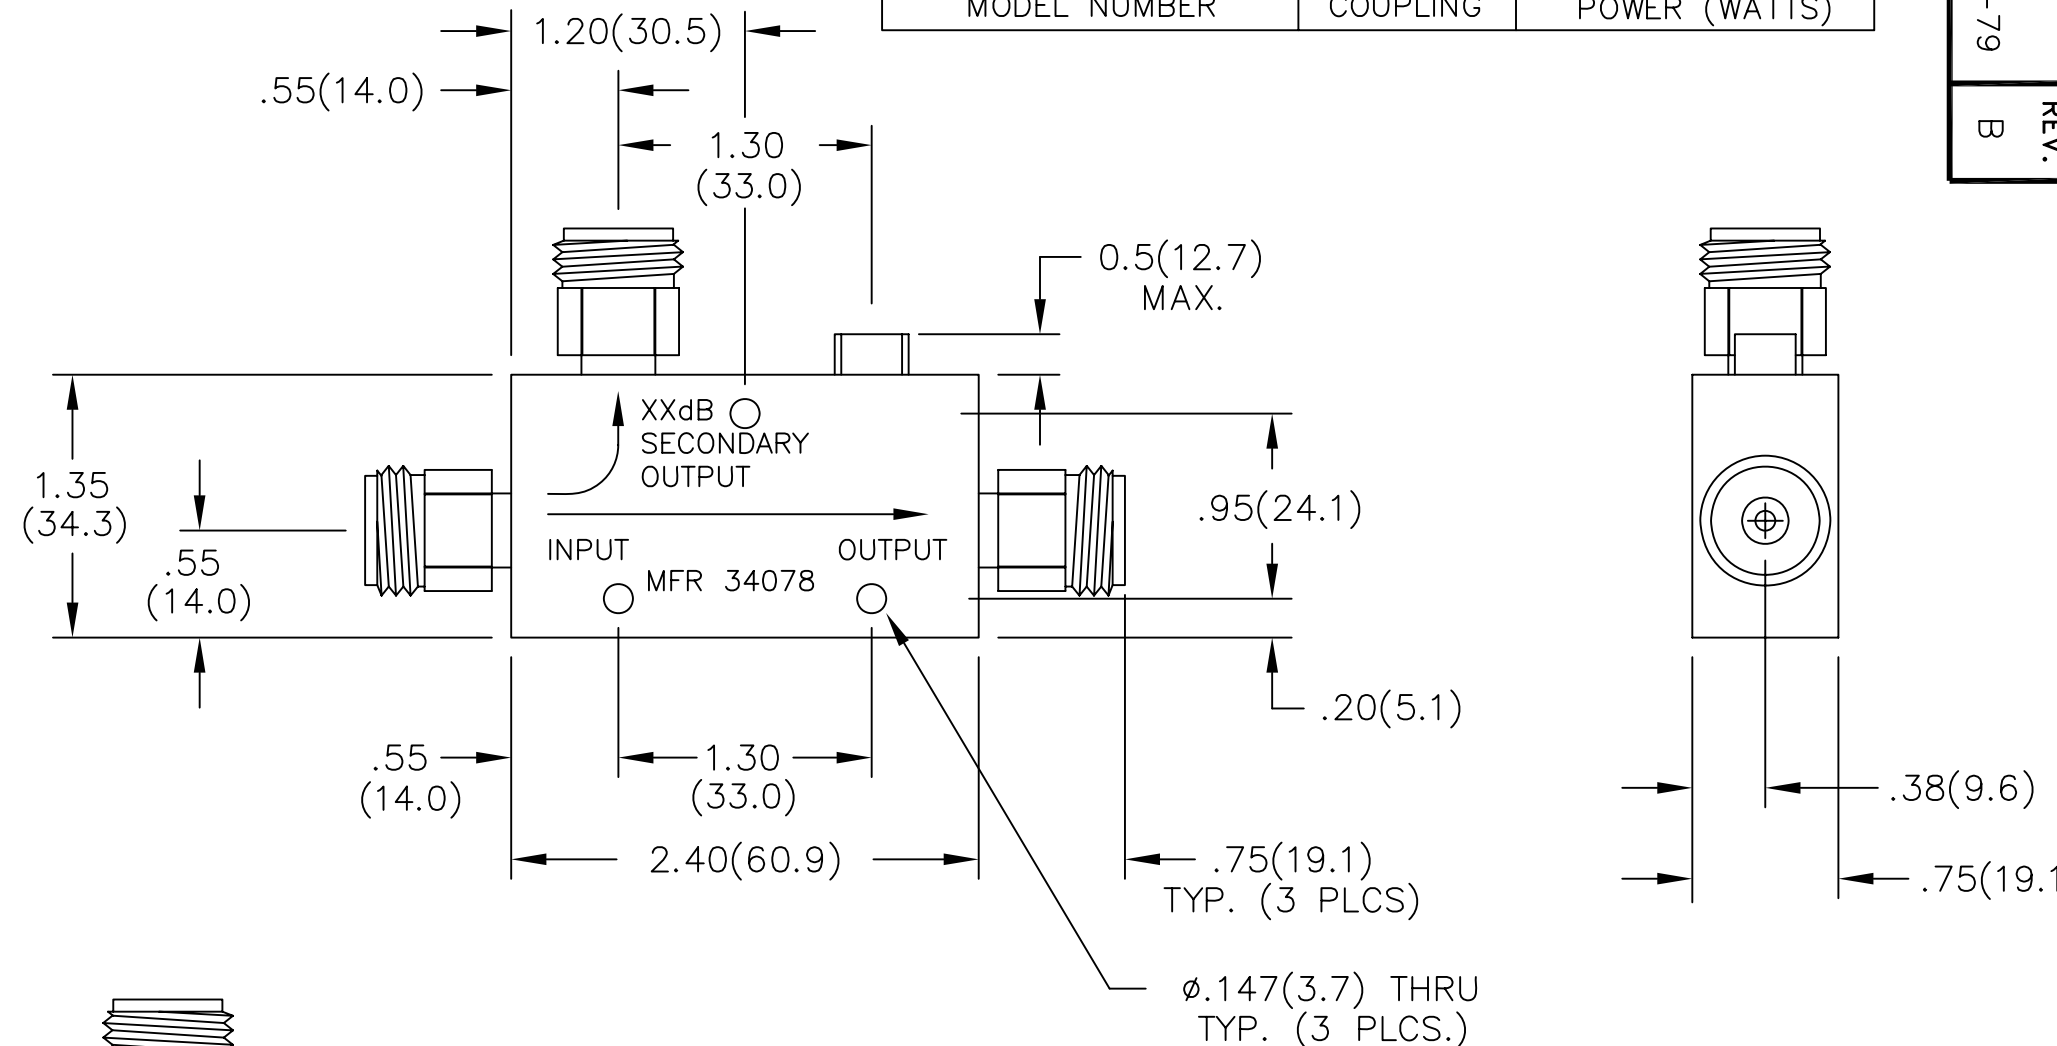 MODEL NUMBER COUPLING POWER (WATTS)
-79
REV.
B
1.20(30.5)
.55(14.0)
1.30
(33.0)
0.5(12.7)
MAX.
XXdB
SECONDARY
OUTPUT
1.35
(34.3)
.55
(14.0)
.95(24.1)
INPUT OUTPUT
MFR 34078
.20(5.1)
.55
(14.0)
1.30
(33.0)
.38(9.6)
2.40(60.9)
.75(19.1)
TYP. (3 PLCS)
.75(19.1
ø.147(3.7) THRU
TYP. (3 PLCS.)